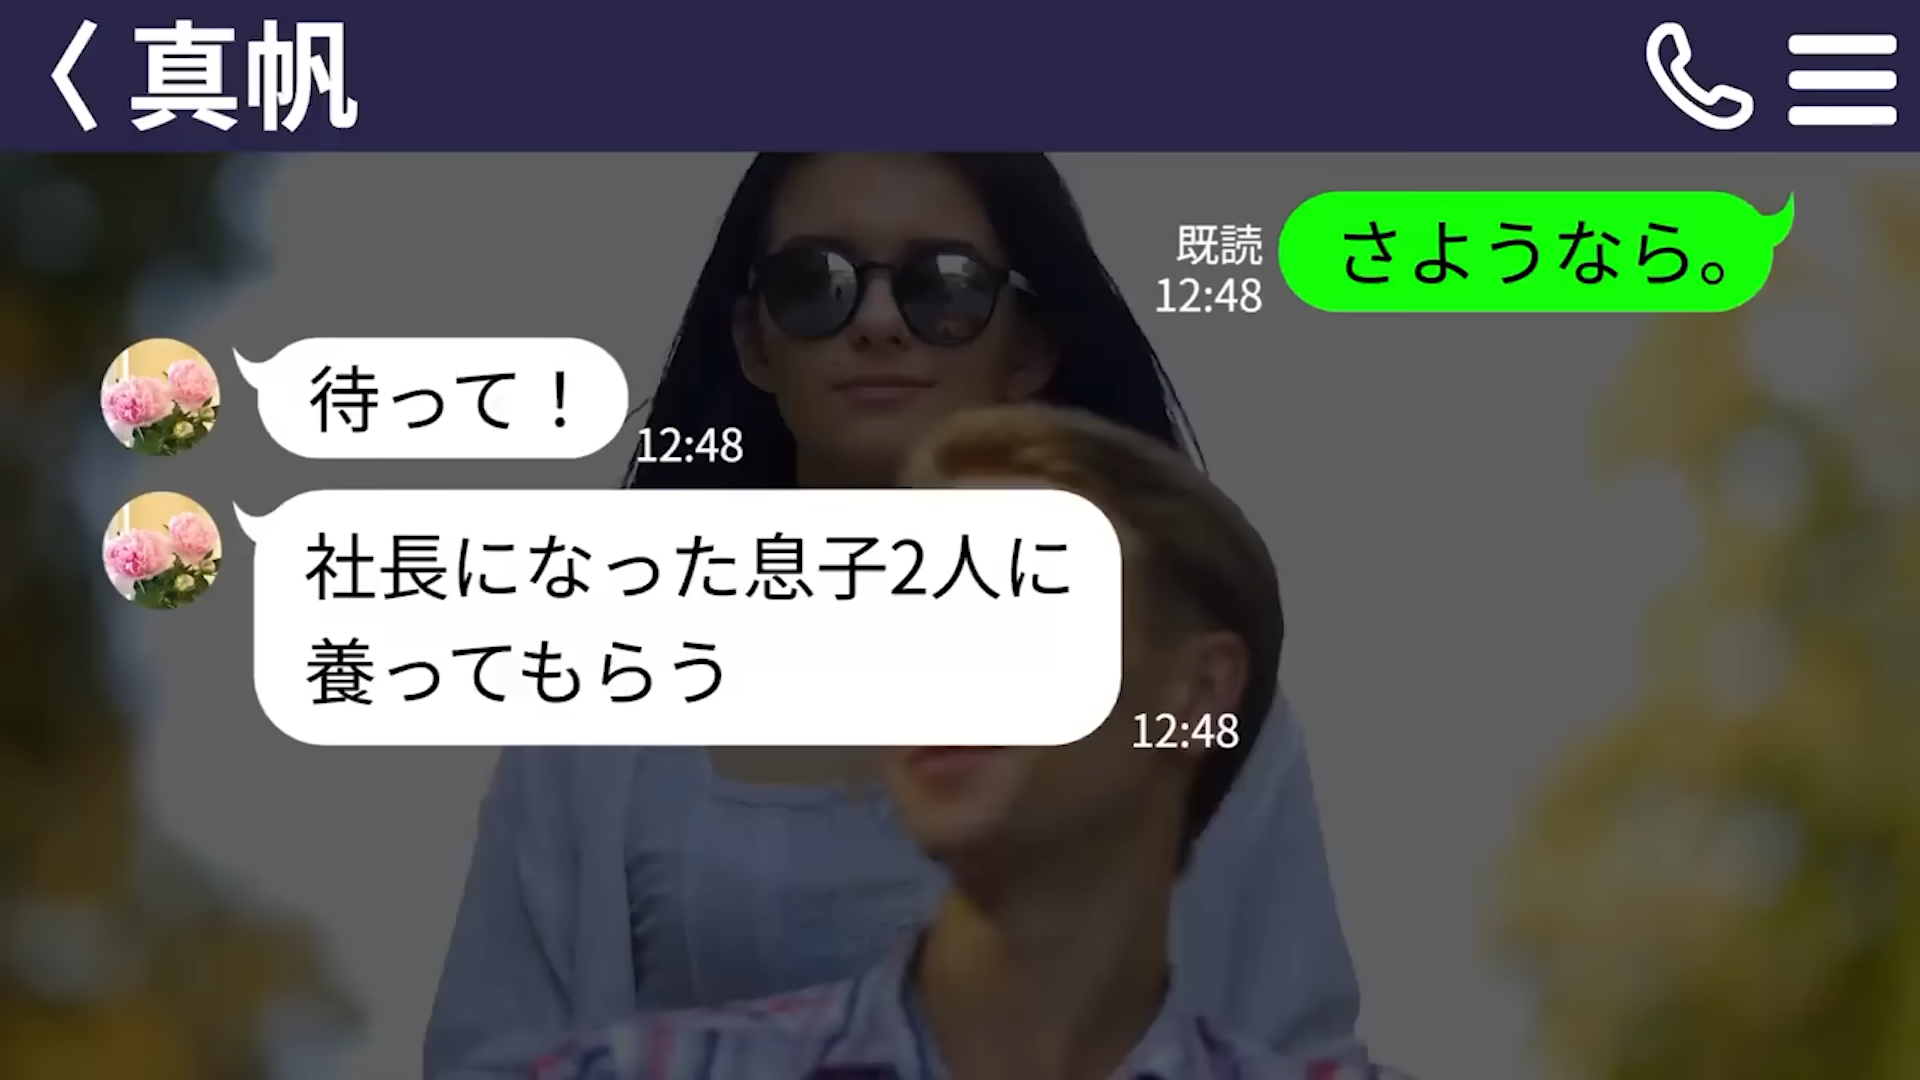 真帆
さようなら。
既読
12:48
待って！
12:48
社長になった息子2人に
養ってもらう
12:48